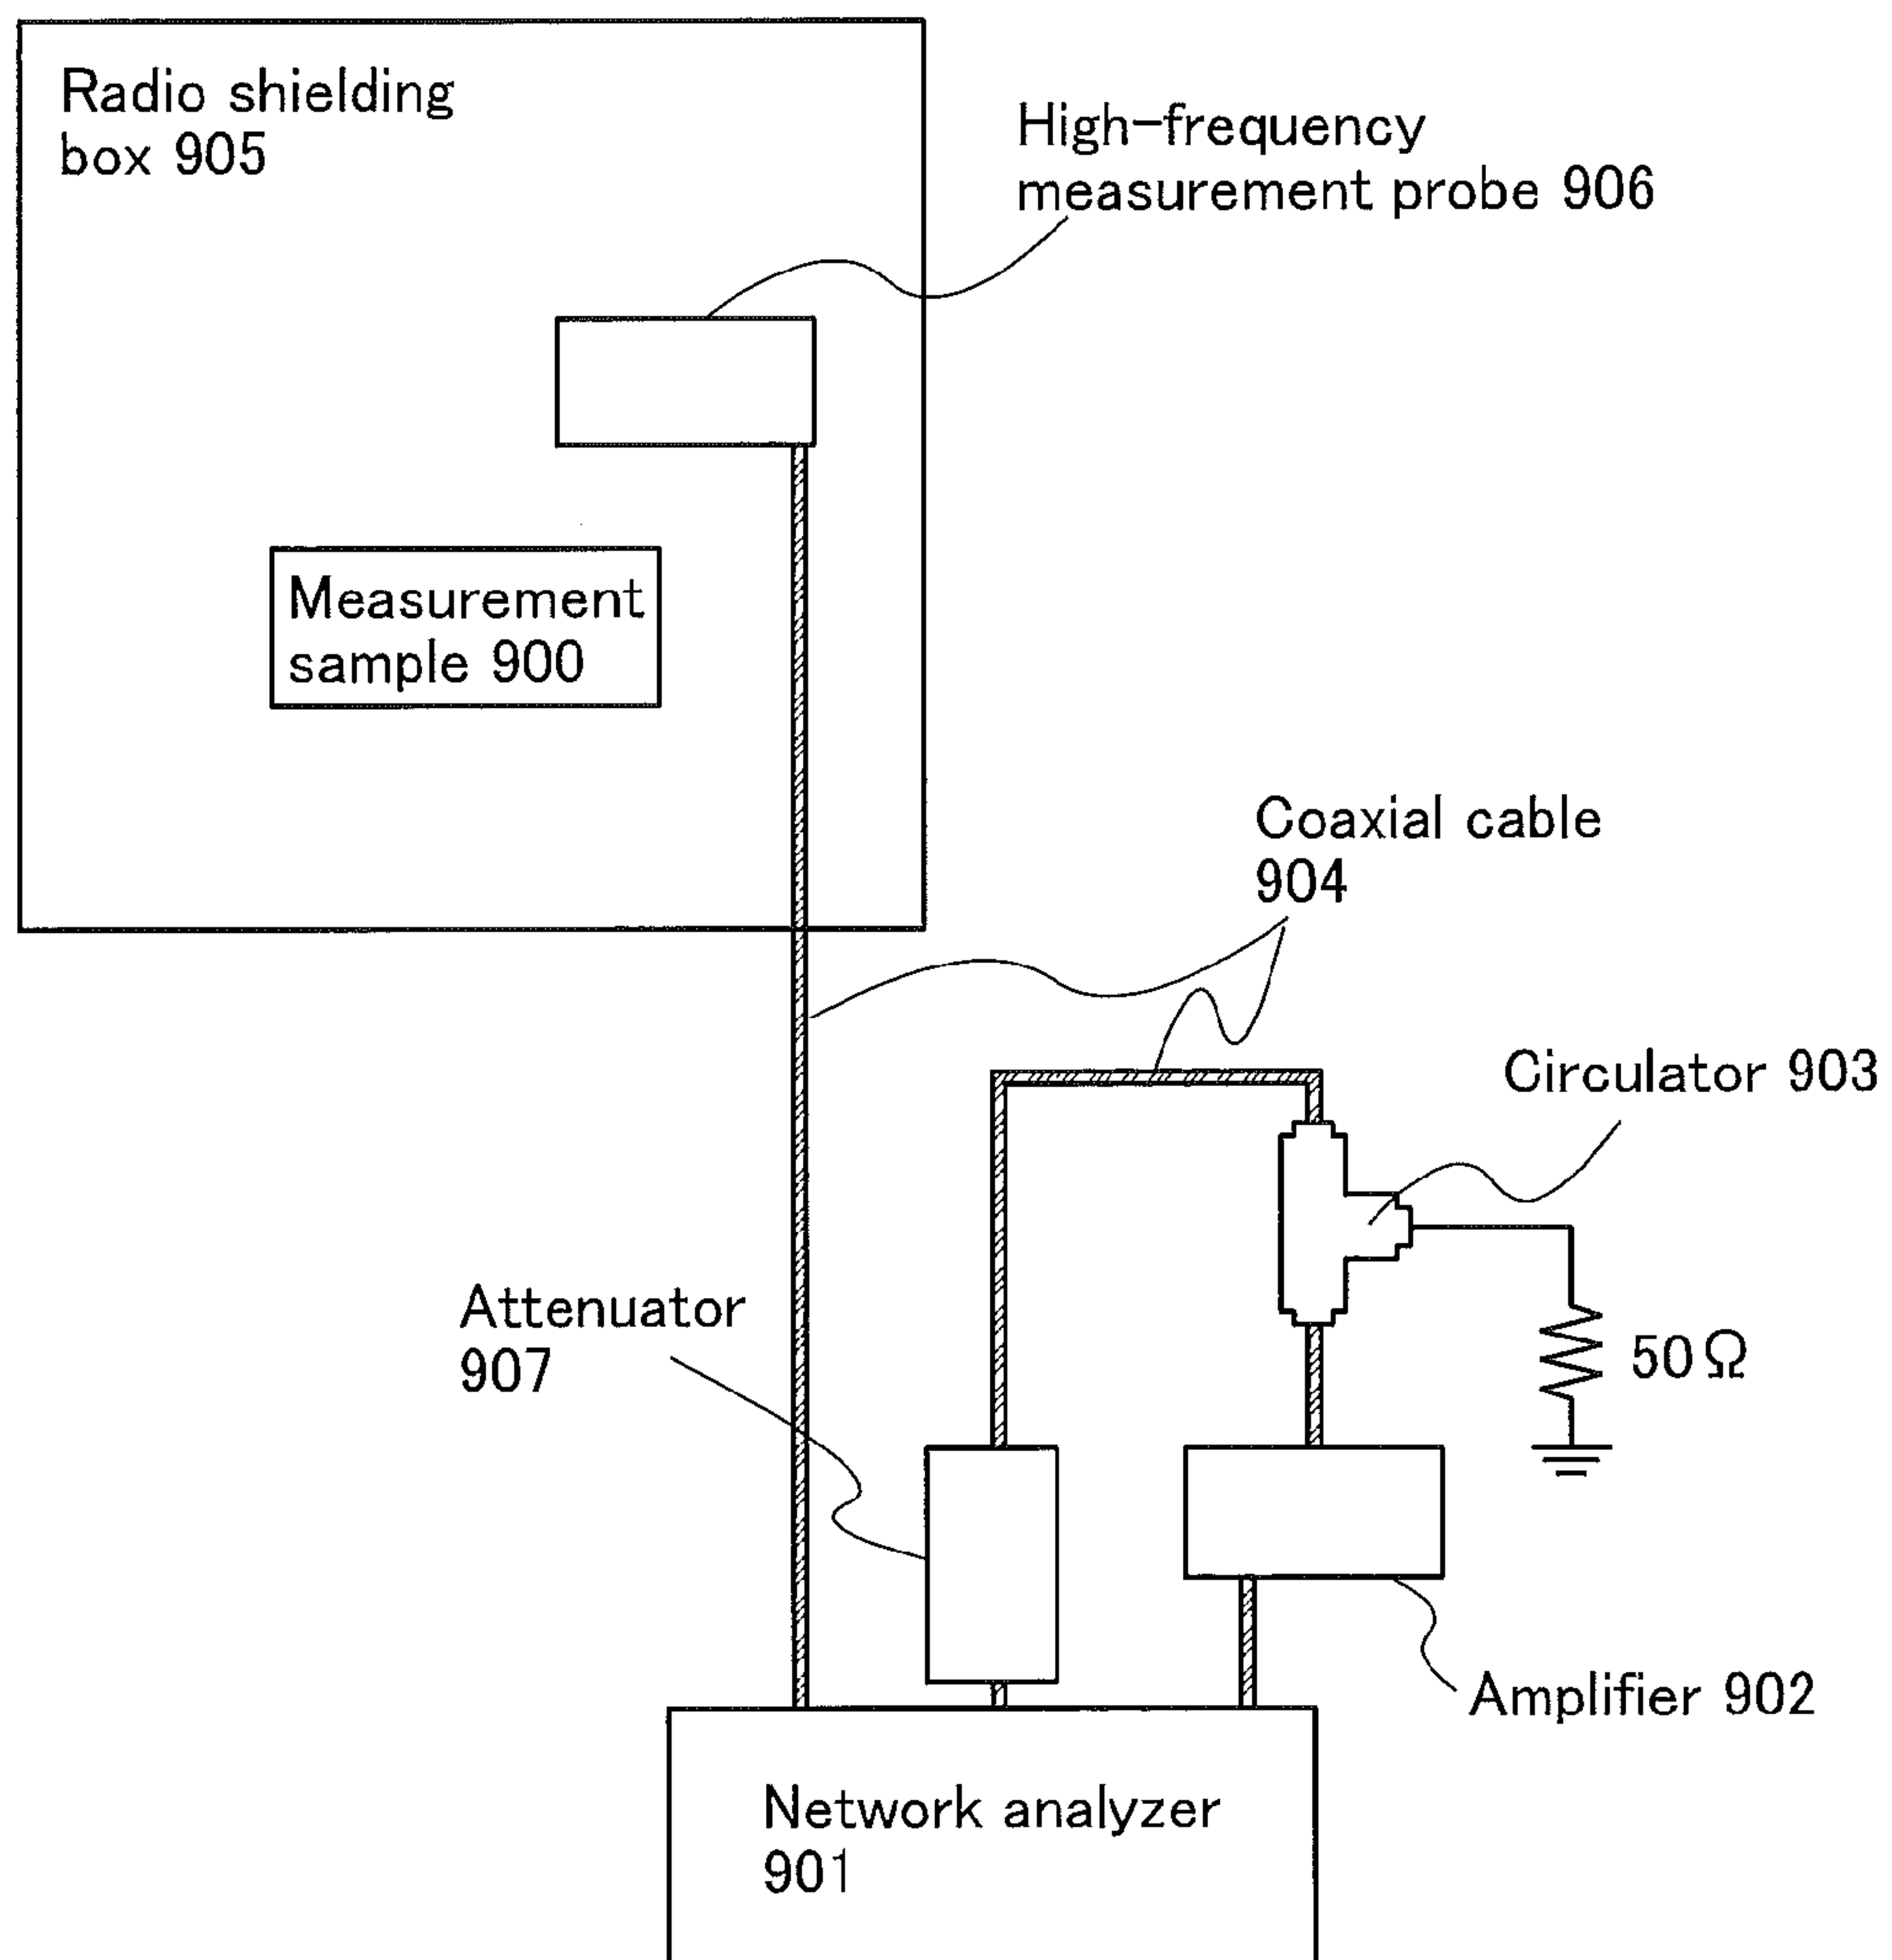 Radio shielding
box 905
High-frequency
measurement probe 906
Measurement
sample 900
Coaxial cable
904
Circulator 903
Attenuator
907
50Ω
Amplifier 902
Network analyzer
901